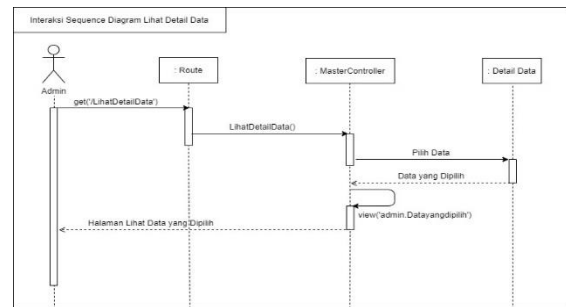 Interaksi Sequence Diagram Lihat Detail Data
: Route
: MasterController
: Detail Data
Admin
get('/LihatDetailData')
LihatDetailData()
Pilih Data
Data yang Dipilih
view('admin.Datayangdipilih')
Halaman Lihat Data yang Dipilih